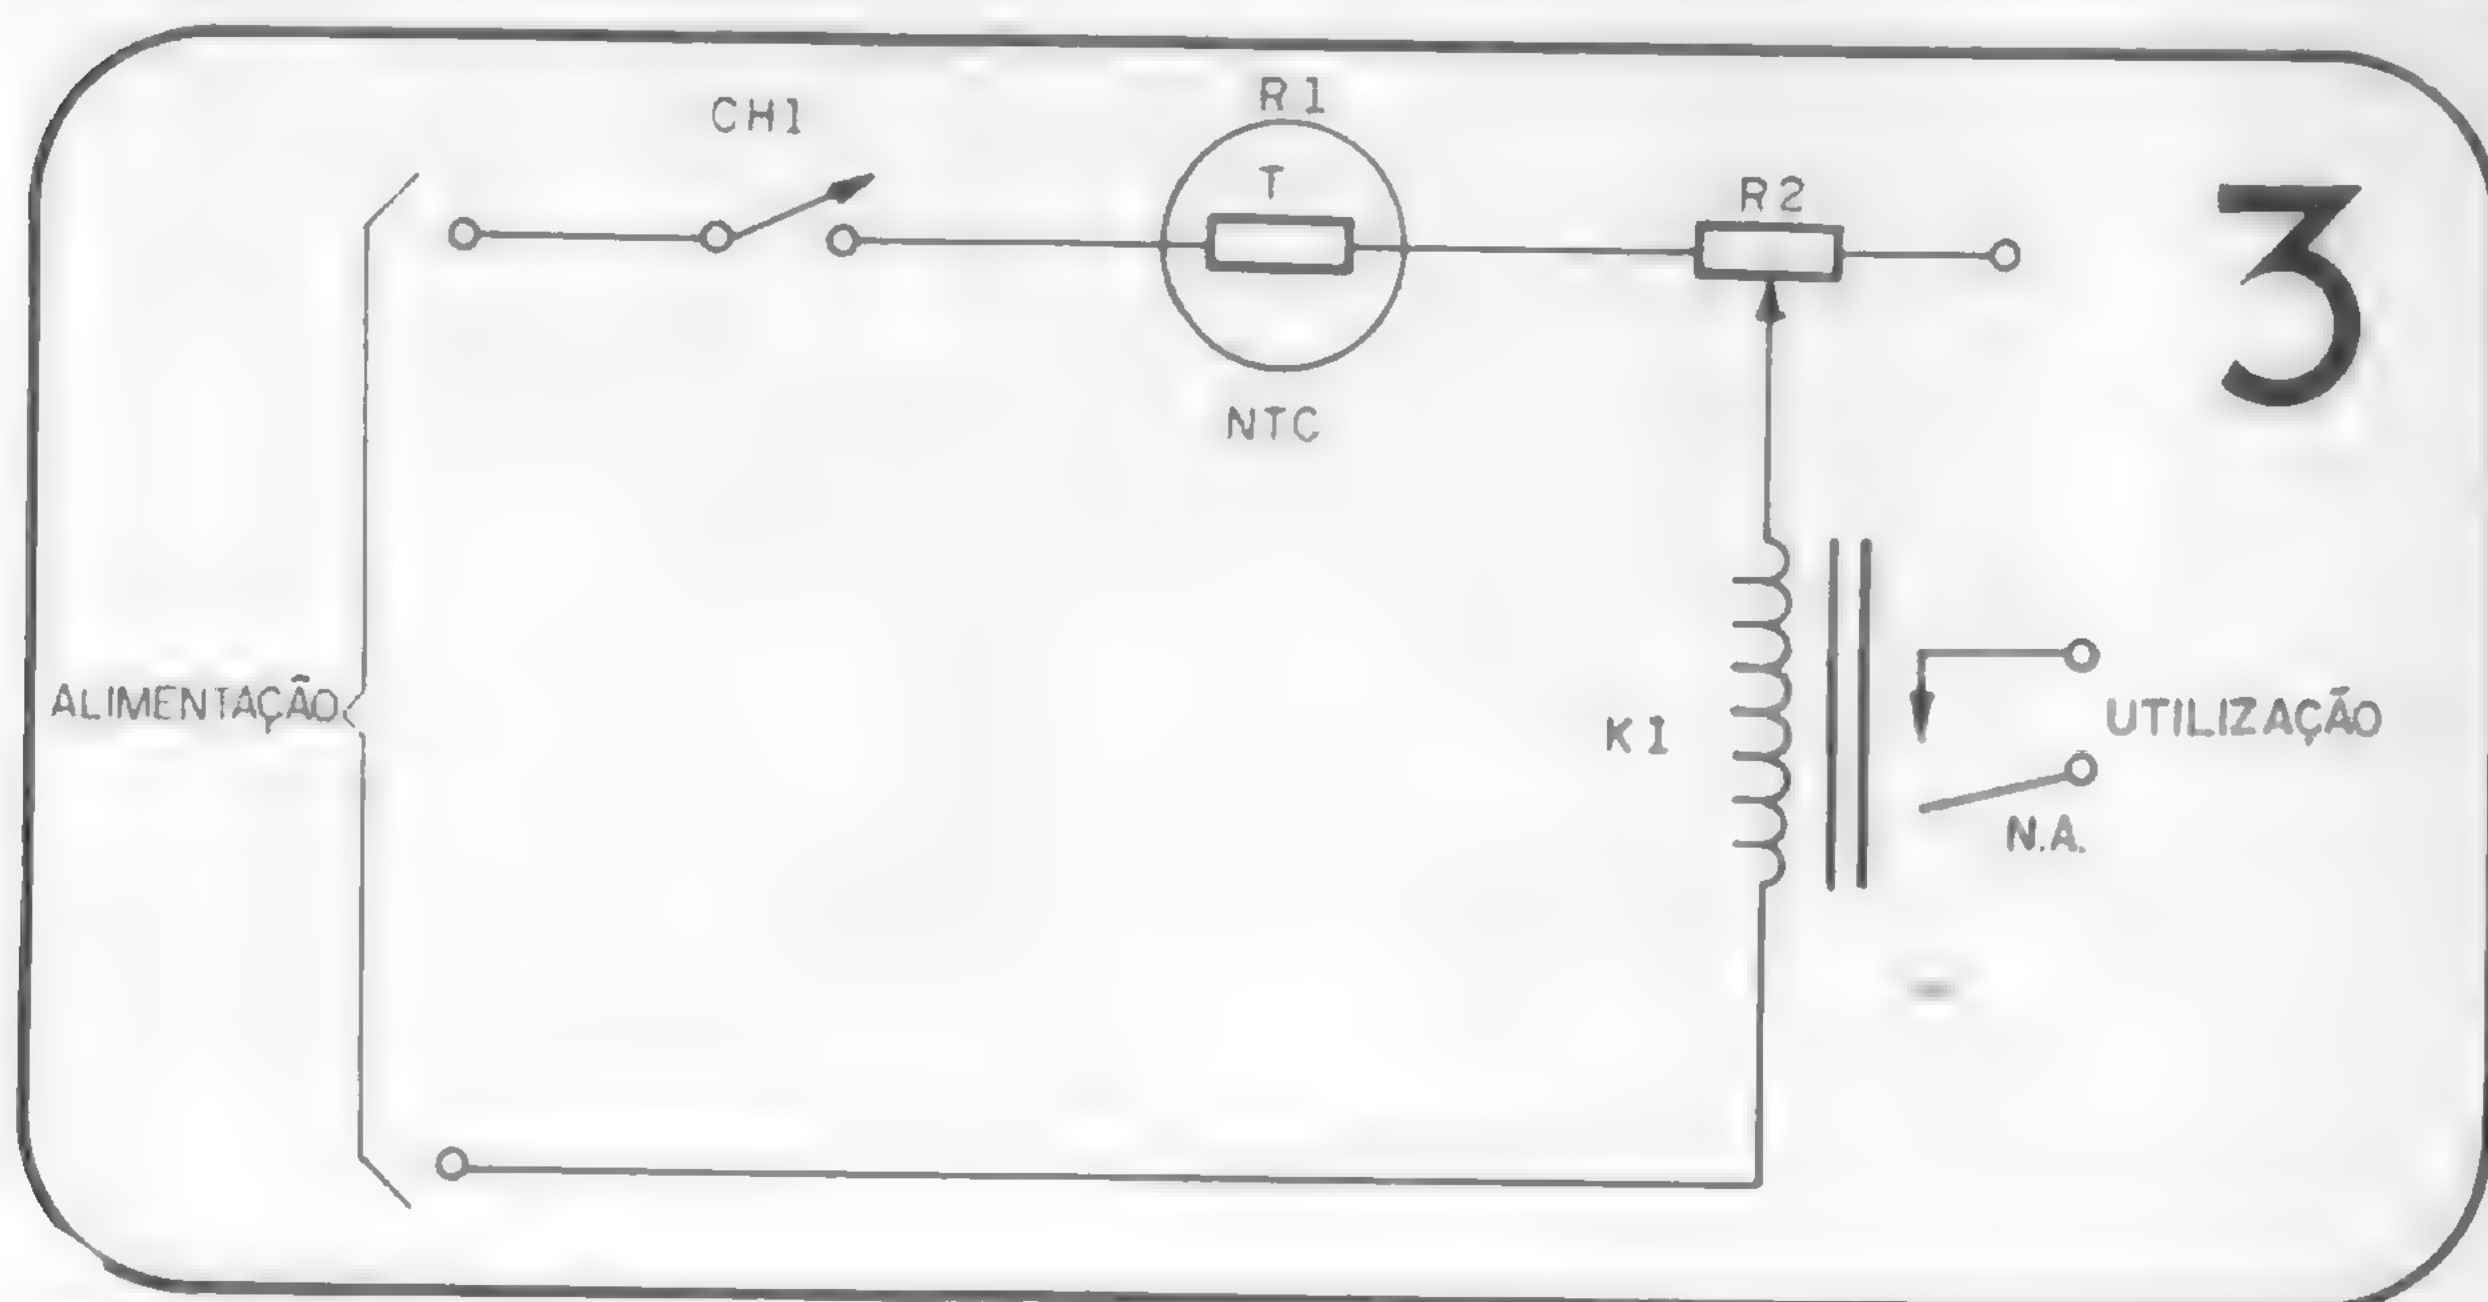 CH1
R1
T
R2
3
NTC
ALIMENTAÇÃO
K1
UTILIZAÇÃO
N.A.